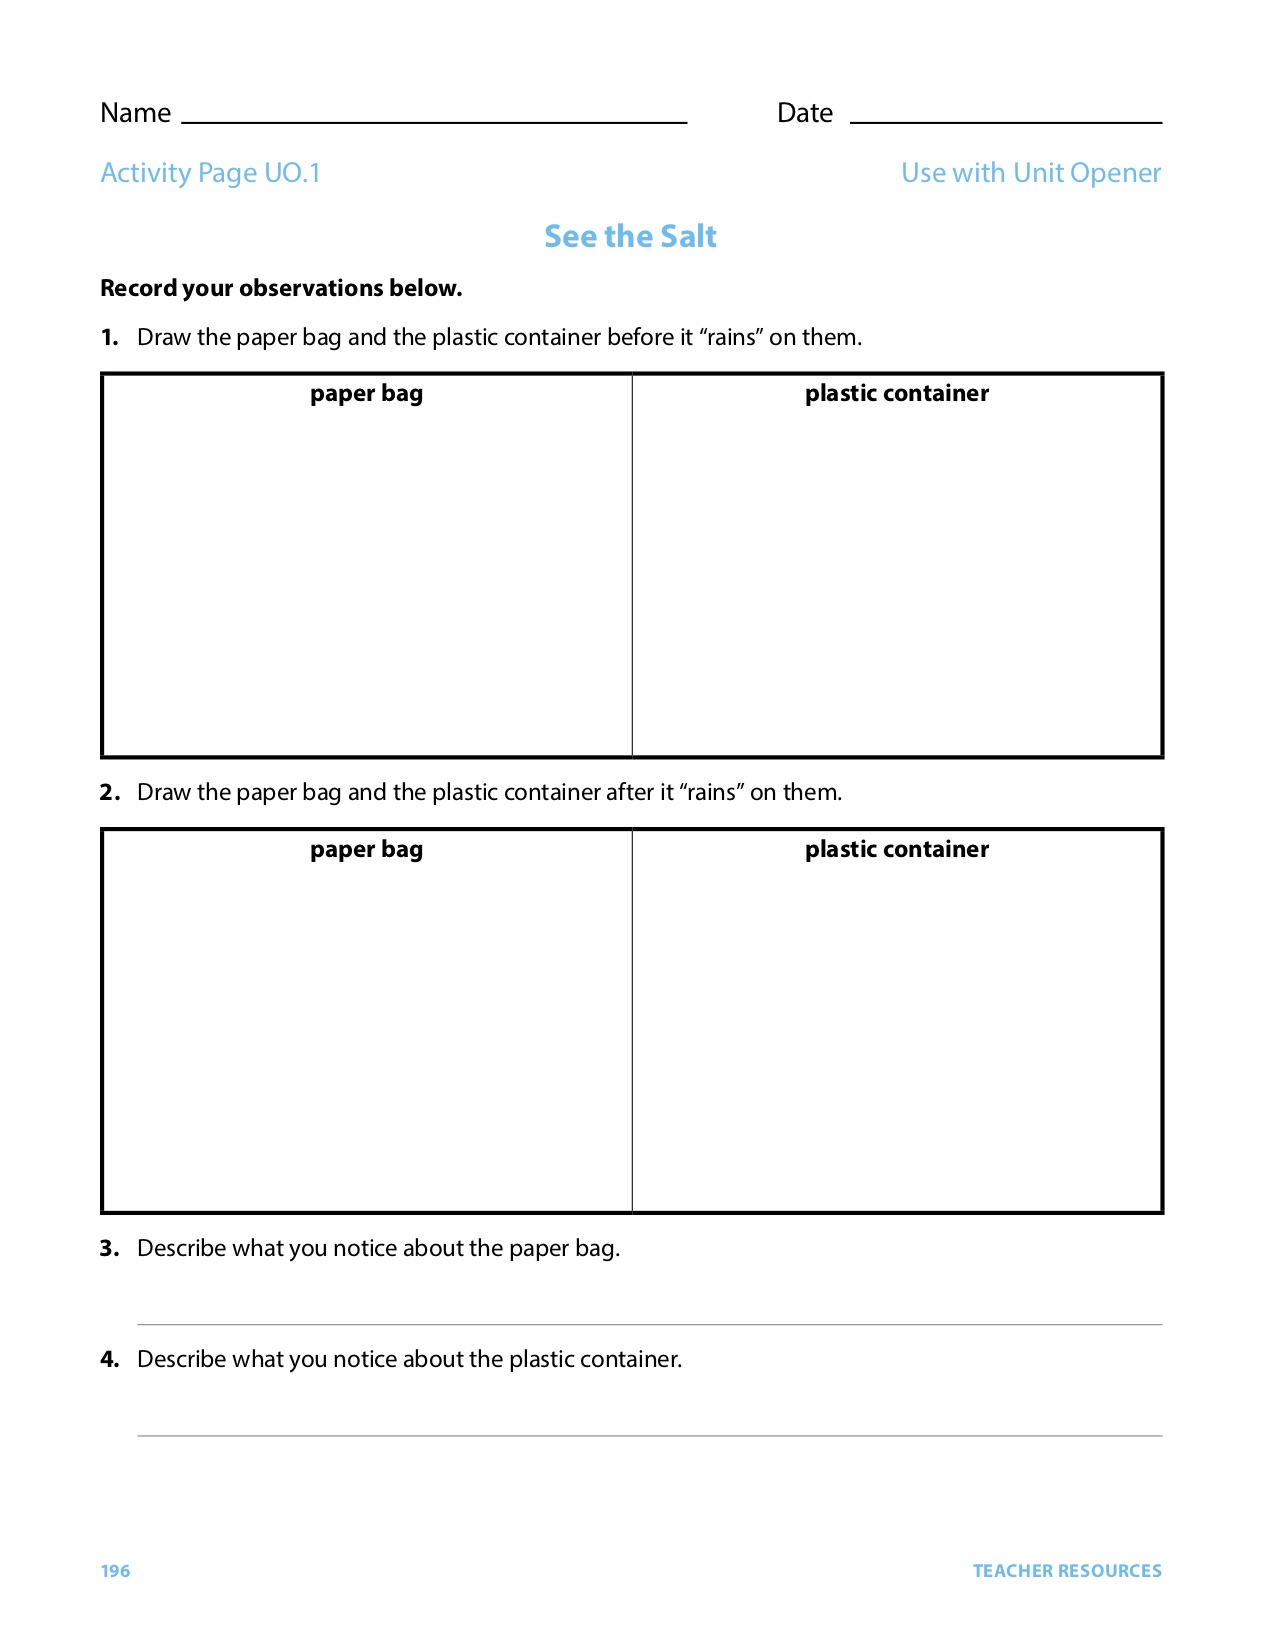 Name Date
Activity Page UO.1 Use with Unit Opener
See the Salt
Record your observations below.
1. Draw the paper bag and the plastic container before it “rains” on them.
paper bag plastic container
2. Draw the paper bag and the plastic container after it “rains” on them.
paper bag plastic container
3. Describe what you notice about the paper bag.
4. Describe what you notice about the plastic container.
196 TEACHER RESOURCES